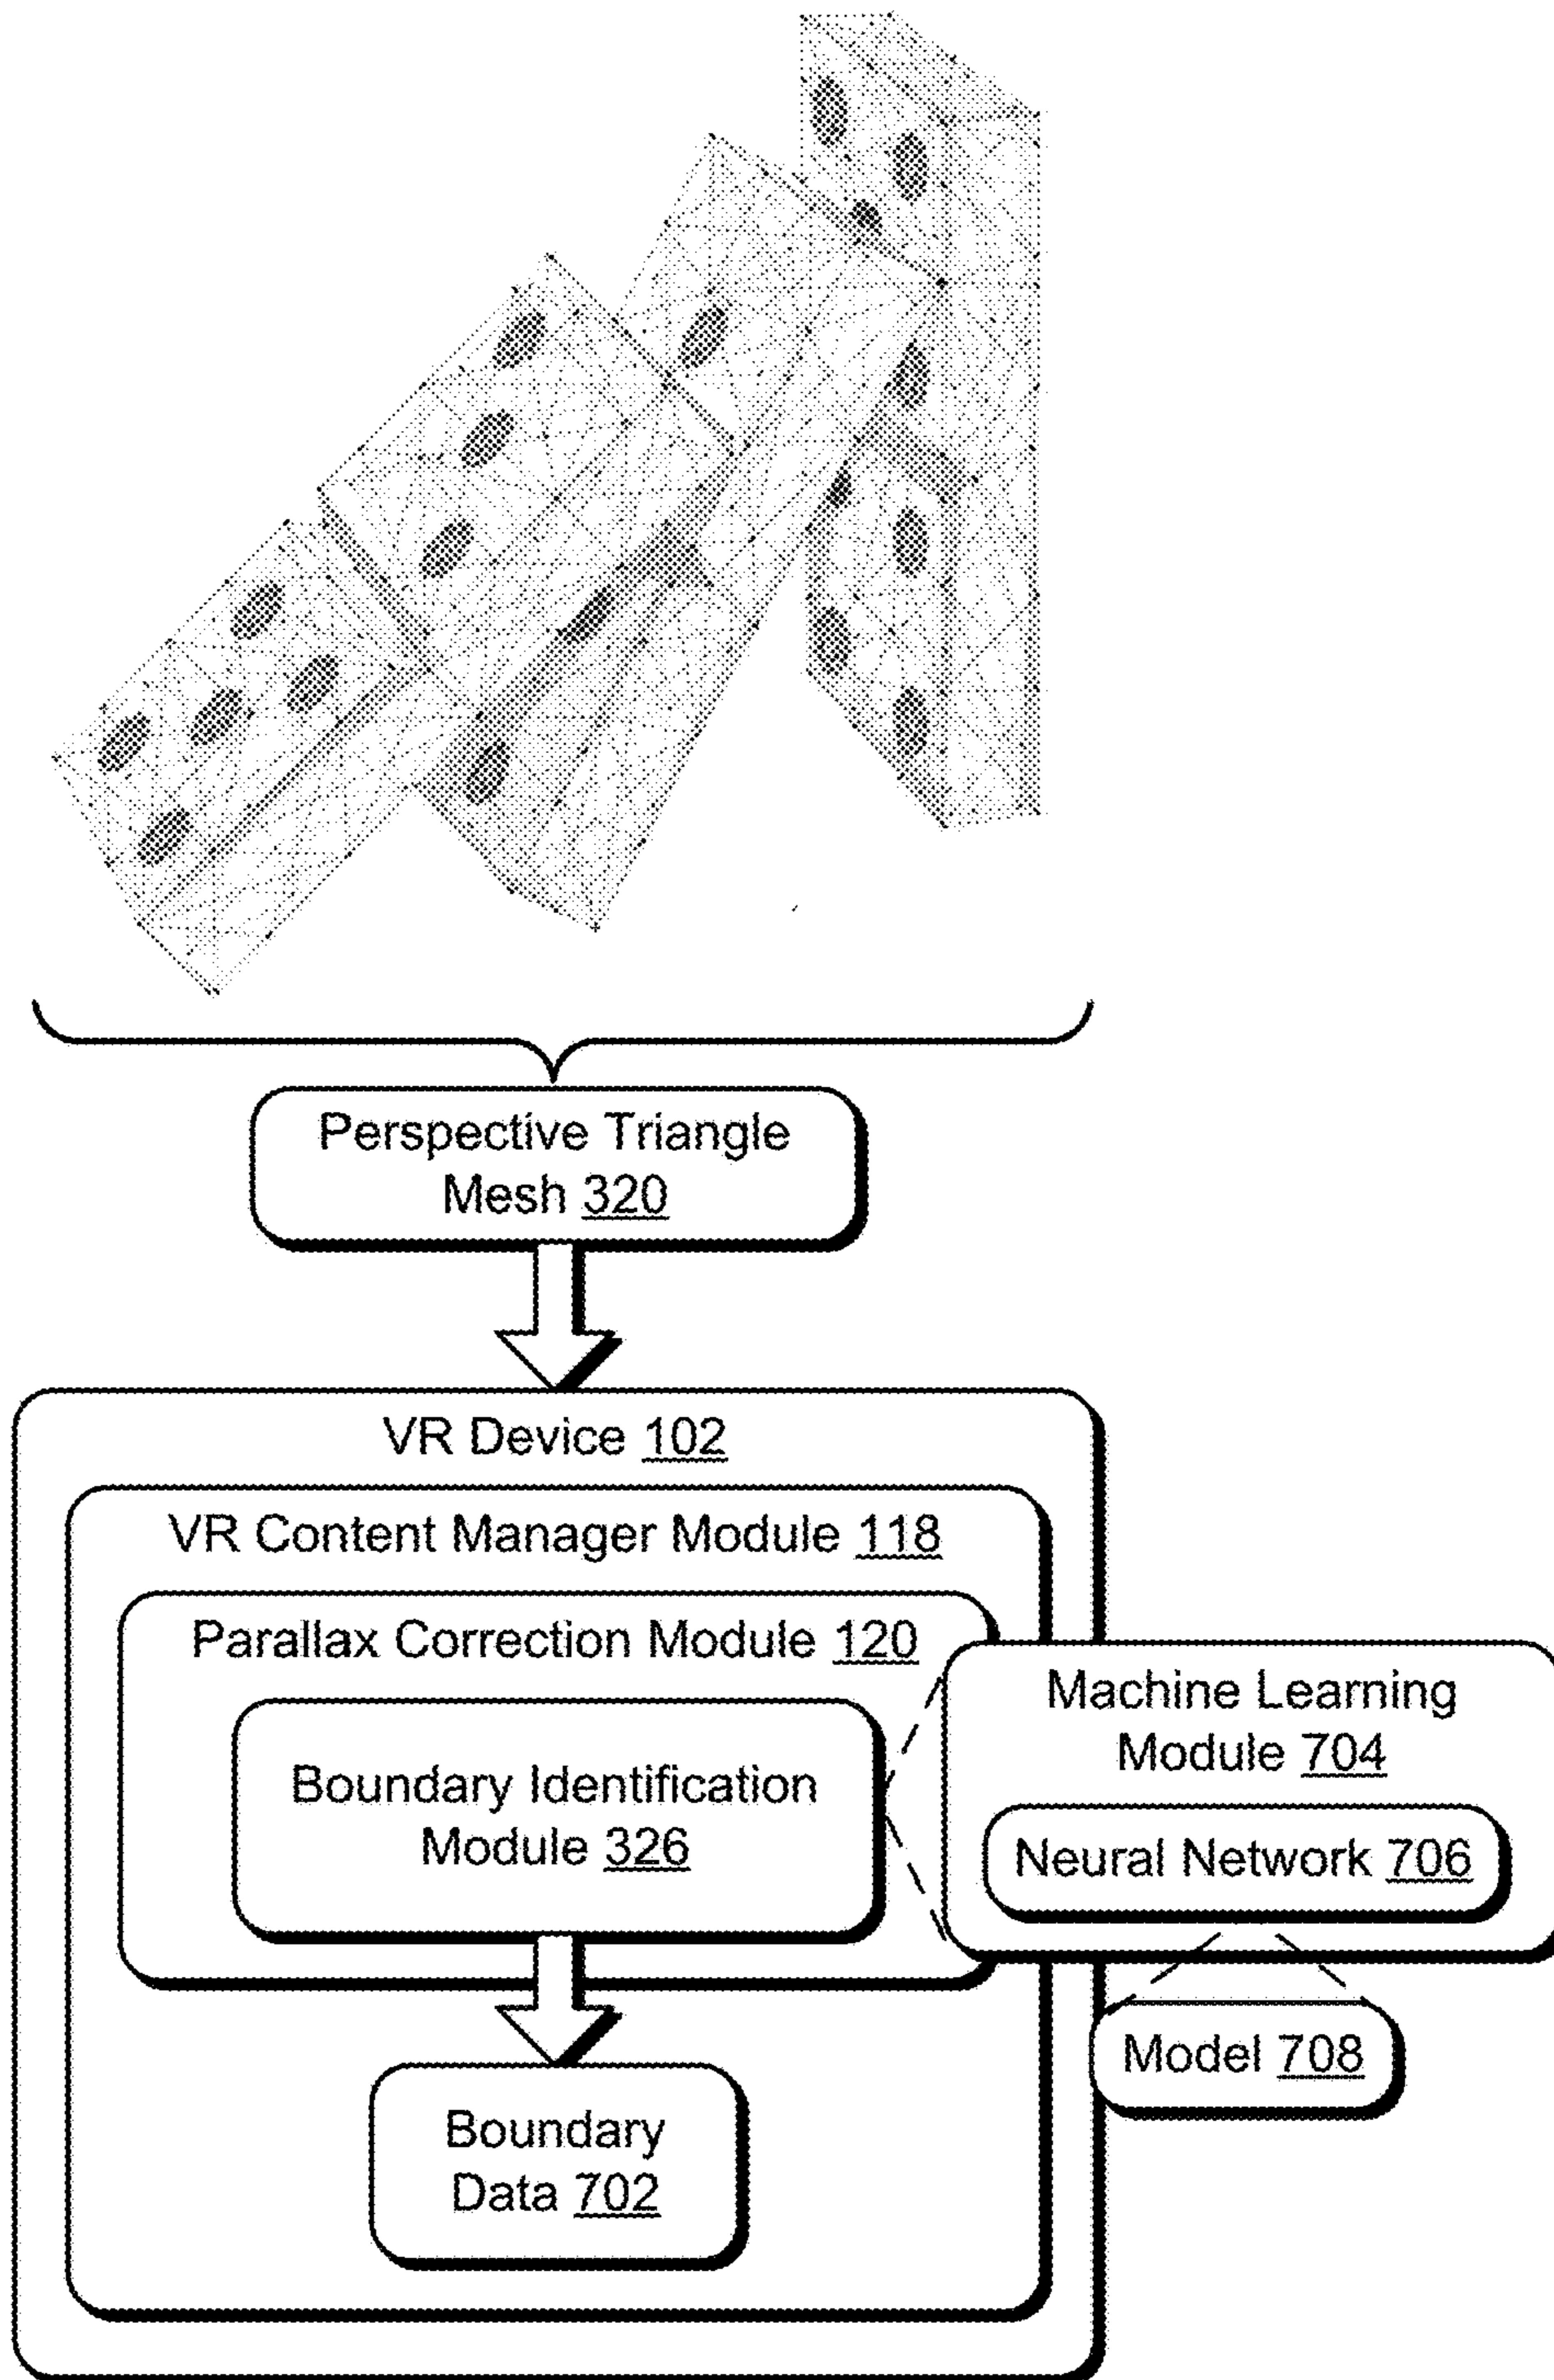 Perspective Triangle
Mesh 320
VR Device 102
VR Content Manager Module 118
Parallax Correction Module 120
Boundary Identification
Module 326
Machine Learning
Module 704
Neural Network 706
Model 708
Boundary
Data 702